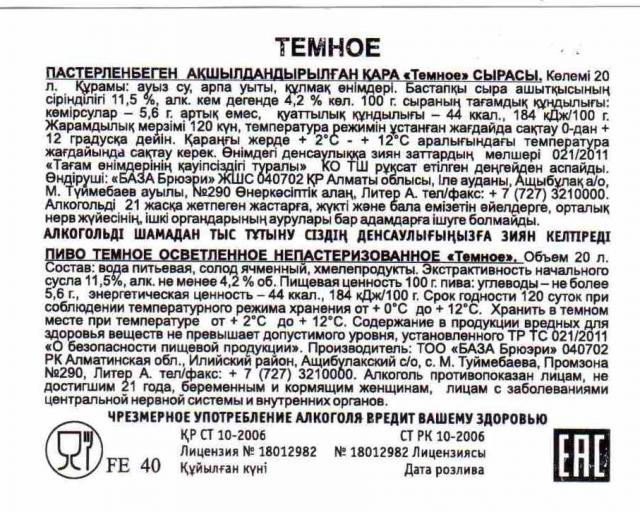 ТЕМНОЕ
ПАСТЕРЛЕНБЕГЕН АҚШЫЛДАНДЫРЫЛҒАН ҚАРА «Темное» СЫРАСЫ. Көлемі 20
л. Құрамы: ауыз су, арпа уыты, құлмақ өнімдері. Бастапқы сыра ашытқысының
сіріңділігі 11,5 %, алк. кем дегенде 4,2 % көл. 100 г. сыраның тағамдық құндылығы:
көмірсулар – 5,6 г. артық емес, қуаттылық құндылығы – 44 ккал., 184 кДж/100 г.
Жарамдылық мерзімі 120 күн, температура режимін ұстанған жағдайда сақтау 0-дан +
12 градусқа дейін. Қараңғы жерде + 2°С - + 12°С аралығындағы температура
жағдайында сақтау керек. Өнімдегі денсаулыққа зиян заттардың мөлшері 021/2011
«Тағам өнімдерінің қауіпсіздігі туралы» КО ТШ рұқсат етілген деңгейден аспайды.
Өндіруші: «БАЗА Брюэри» ЖШС 040702 ҚР Алматы облысы, Іле ауданы, Ащыбулақ а/о,
М. Түймебаев ауылы, №290 Өнеркәсіптік алаң, Литер А. тел/факс: + 7 (727) 3210000.
Алкогольді 21 жасқа жетпеген жастарға, жүкті және бала емізетін әйелдерге, орталық
нерв жүйесінің, ішкі органдарының аурулары бар адамдарға ішуге болмайды.
АЛКОГОЛЬДІ ШАМАДАН ТЫС ТҰТЫНУ СІЗДІҢ ДЕНСАУЛЫҒЫҢЫЗҒА ЗИЯН КЕЛТІРЕДІ
ПИВО ТЕМНОЕ ОСВЕТЛЕННОЕ НЕПАСТЕРИЗОВАННОЕ «Темное». Объем 20 л.
Состав: вода питьевая, солод ячменный, хмелепродукты. Экстрактивность начального
сусла 11,5%, алк. не менее 4,2% об. Пищевая ценность 100 г. пива: углеводы – не более
5,6 г., энергетическая ценность – 44 ккал., 184 кДж/100 г. Срок годности 120 суток при
соблюдении температурного режима хранения от + 0°С до + 12°С. Хранить в темном
месте при температуре от + 2°С до + 12°С. Содержание в продукции вредных для
здоровья веществ не превышает допустимого уровня, установленного ТР ТС 021/2011
«О безопасности пищевой продукции». Производитель: ТОО «БАЗА Брюэри» 040702
РК Алматинская обл., Илийский район, Ащибулакский с/о, с. М. Туймебаева, Промзона
№290, Литер А. тел/факс: + 7 (727) 3210000. Алкоголь противопоказан лицам, не
достигшим 21 года, беременным и кормящим женщинам, лицам с заболеваниями
центральной нервной системы и внутренних органов.
ЧРЕЗМЕРНОЕ УПОТРЕБЛЕНИЕ АЛКОГОЛЯ ВРЕДИТ ВАШЕМУ ЗДОРОВЬЮ
ҚР СТ 10-2006 СТ РК 10-2006
Лицензия № 18012982 № 18012982 Лицензиясы
FE 40 Құйылған күні Дата розлива
EAC